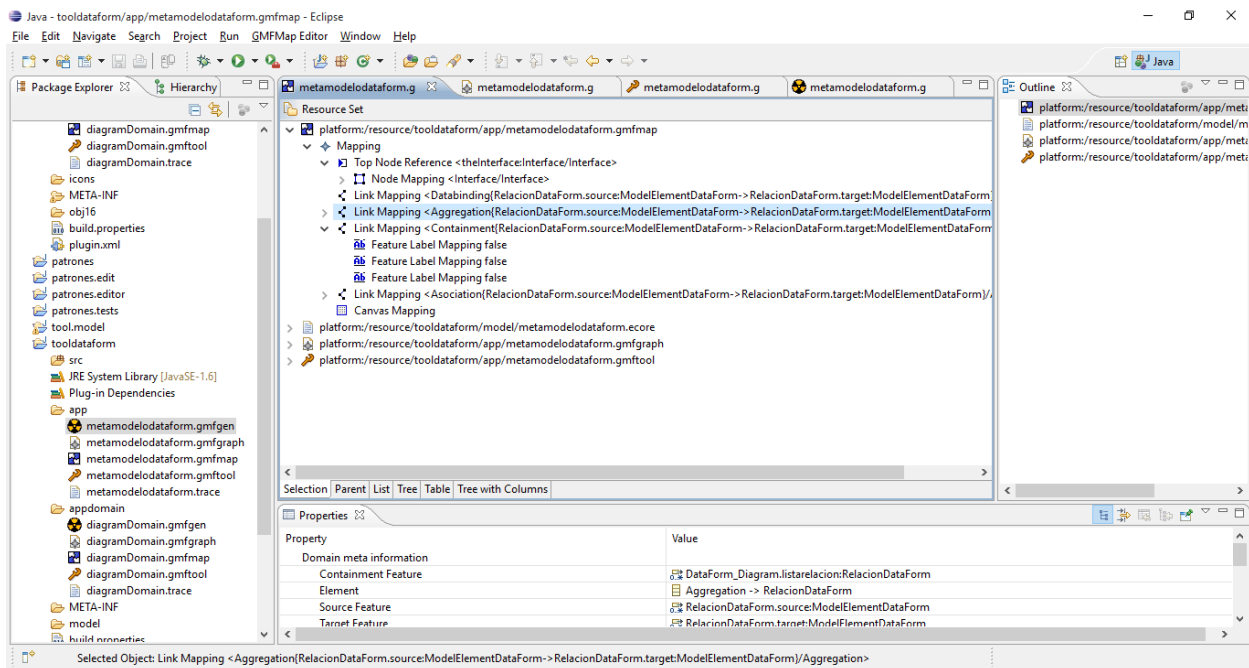 Java - tooldataform/app/metamodelodataform.gmfmap - Eclipse
File Edit Navigate Search Project Run GMFMap Editor Window Help
Java
Package Explorer
Hierarchy
diagramDomain.gmfmap
diagramDomain.gmftool
diagramDomain.trace
icons
META-INF
obj16
build.properties
plugin.xml
patrones
patrones.edit
patrones.editor
patrones.tests
tool.model
tooldataform
src
JRE System Library [JavaSE-1.6]
Plug-in Dependencies
app
metamodelodataform.gmfgen
metamodelodataform.gmfgraph
metamodelodataform.gmfmap
metamodelodataform.gmftool
metamodelodataform.trace
appdomain
diagramDomain.gmfgen
diagramDomain.gmfgraph
diagramDomain.gmfmap
diagramDomain.gmftool
diagramDomain.trace
META-INF
model
build.properties
metamodelodataform.g
metamodelodataform.g
metamodelodataform.g
metamodelodataform.g
Resource Set
platform:/resource/tooldataform/app/metamodelodataform.gmfmap
Mapping
Top Node Reference <theInterface:Interface/Interface>
Node Mapping <Interface/Interface>
Link Mapping <Databinding{RelacionDataForm.source:ModelElementDataForm->RelacionDataForm.target:ModelElementDataForm}
Link Mapping <Aggregation{RelacionDataForm.source:ModelElementDataForm->RelacionDataForm.target:ModelElementDataForm
Link Mapping <Containment{RelacionDataForm.source:ModelElementDataForm->RelacionDataForm.target:ModelElementDataForm
Feature Label Mapping false
Feature Label Mapping false
Feature Label Mapping false
Link Mapping <Asociation{RelacionDataForm.source:ModelElementDataForm->RelacionDataForm.target:ModelElementDataForm}/
Canvas Mapping
platform:/resource/tooldataform/model/metamodelodataform.ecore
platform:/resource/tooldataform/app/metamodelodataform.gmfgraph
platform:/resource/tooldataform/app/metamodelodataform.gmftool
Selection Parent List Tree Table Tree with Columns
Outline
platform:/resource/tooldataform/app/meta
platform:/resource/tooldataform/model/m
platform:/resource/tooldataform/app/meta
platform:/resource/tooldataform/app/meta
Properties
Property Value
Domain meta information
Containment Feature DataForm_Diagram.listarelacion:RelacionDataForm
Element Aggregation -> RelacionDataForm
Source Feature RelacionDataForm.source:ModelElementDataForm
Target Feature RelacionDataForm.target:ModelElementDataForm
Selected Object: Link Mapping <Aggregation{RelacionDataForm.source:ModelElementDataForm->RelacionDataForm.target:ModelElementDataForm}/Aggregation>